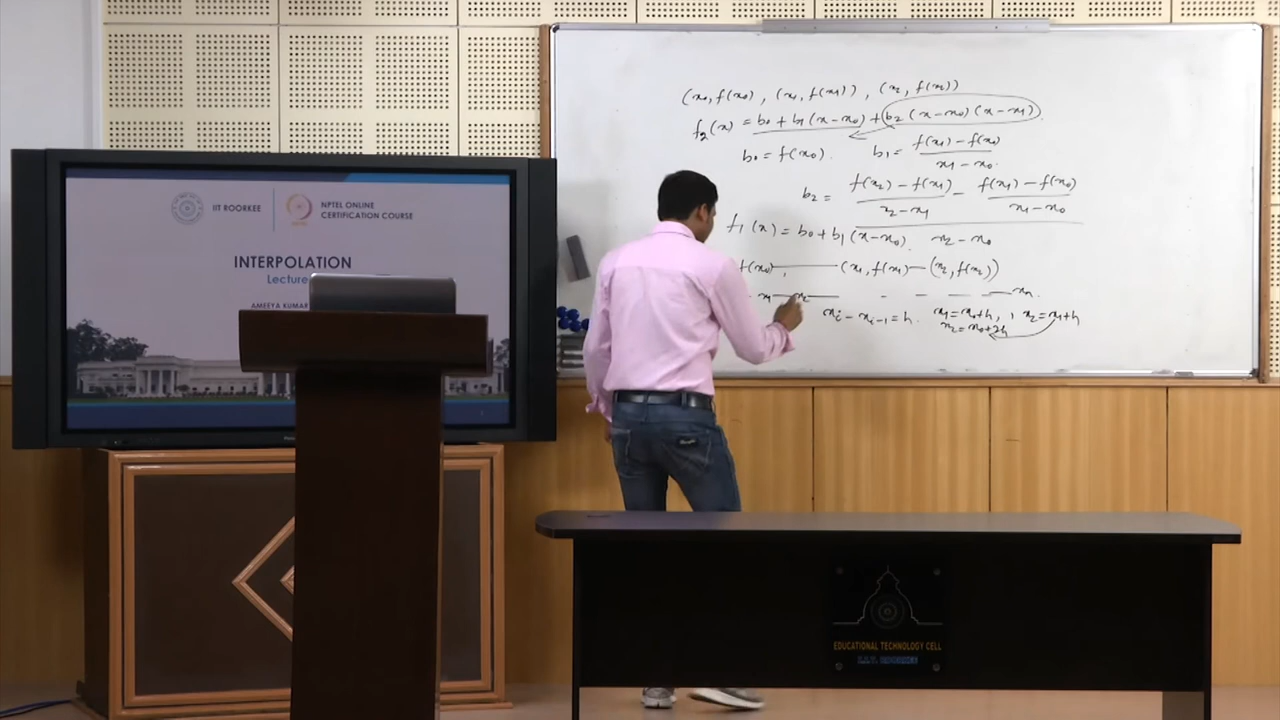 IIT ROORKEE
NPTEL ONLINE
CERTIFICATION COURSE
INTERPOLATION
Lecture
AMEEYA KUMAR
(x₀, f(x₀), (x₁, f(x₁)), (x₂, f(x₂))
f₂(x) = b₀ + b₁(x-x₀) + b₂(x-x₀)(x-x₁)
b₀ = f(x₀). b₁ = f(x₁) - f(x₀) / x₁ - x₀.
b₂ = f(x₂) - f(x₁) / x₂ - x₁ - f(x₁) - f(x₀) / x₁ - x₀
x₂ - x₀
f₁(x) = b₀ + b₁(x-x₀).
f(x₀) , (x₁, f(x₁) (x₂, f(x₂))
x₁ x₂ - - - - xₙ.
xᵢ - xᵢ₋₁ = h. x₁ = x₀+h, , x₂ = x₁+h
x₂ = x₀+2h
EDUCATIONAL TECHNOLOGY CELL